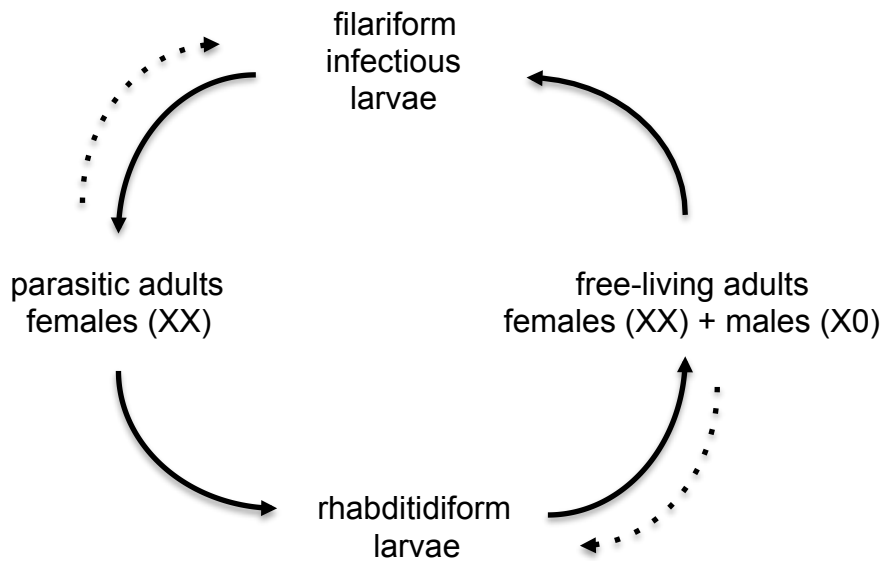 filariform
infectious
larvae
parasitic adults
females (XX)
free-living adults
females (XX) + males (X0)
rhabditidiform
larvae